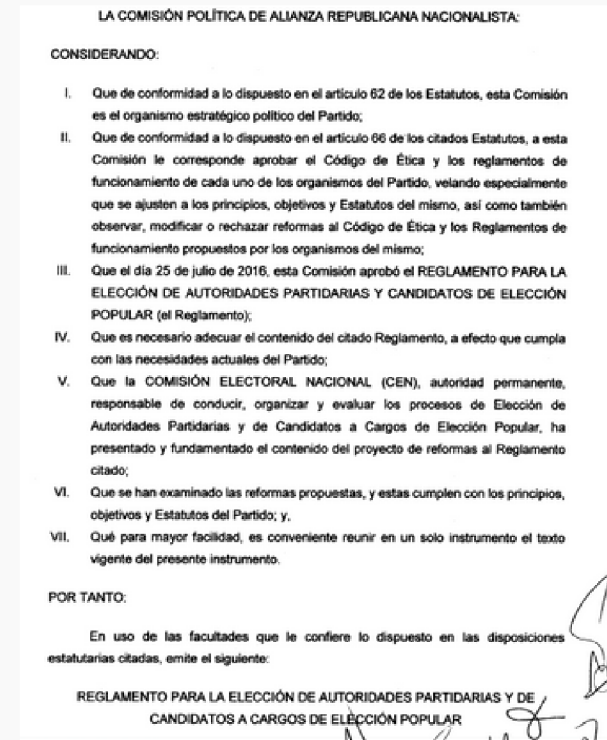 LA COMISIÓN POLÍTICA DE ALIANZA REPUBLICANA NACIONALISTA:
CONSIDERANDO:
I. Que de conformidad a lo dispuesto en el artículo 62 de los Estatutos, esta Comisión
es el organismo estratégico político del Partido;
II. Que de conformidad a lo dispuesto en el artículo 66 de los citados Estatutos, a esta
Comisión le corresponde aprobar el Código de Ética y los reglamentos de
funcionamiento de cada uno de los organismos del Partido, velando especialmente
que se ajusten a los principios, objetivos y Estatutos del mismo, así como también
observar, modificar o rechazar reformas al Código de Ética y los Reglamentos de
funcionamiento propuestos por los organismos del mismo;
III. Que el día 25 de julio de 2016, esta Comisión aprobó el REGLAMENTO PARA LA
ELECCIÓN DE AUTORIDADES PARTIDARIAS Y CANDIDATOS DE ELECCIÓN
POPULAR (el Reglamento);
IV. Que es necesario adecuar el contenido del citado Reglamento, a efecto que cumpla
con las necesidades actuales del Partido;
V. Que la COMISIÓN ELECTORAL NACIONAL (CEN), autoridad permanente,
responsable de conducir, organizar y evaluar los procesos de Elección de
Autoridades Partidarias y de Candidatos a Cargos de Elección Popular, ha
presentado y fundamentado el contenido del proyecto de reformas al Reglamento
citado;
VI. Que se han examinado las reformas propuestas, y estas cumplen con los principios,
objetivos y Estatutos del Partido; y,
VII. Qué para mayor facilidad, es conveniente reunir en un solo instrumento el texto
vigente del presente instrumento.
POR TANTO:
En uso de las facultades que le confiere lo dispuesto en las disposiciones
estatutarias citadas, emite el siguiente:
REGLAMENTO PARA LA ELECCIÓN DE AUTORIDADES PARTIDARIAS Y DE
CANDIDATOS A CARGOS DE ELECCIÓN POPULAR